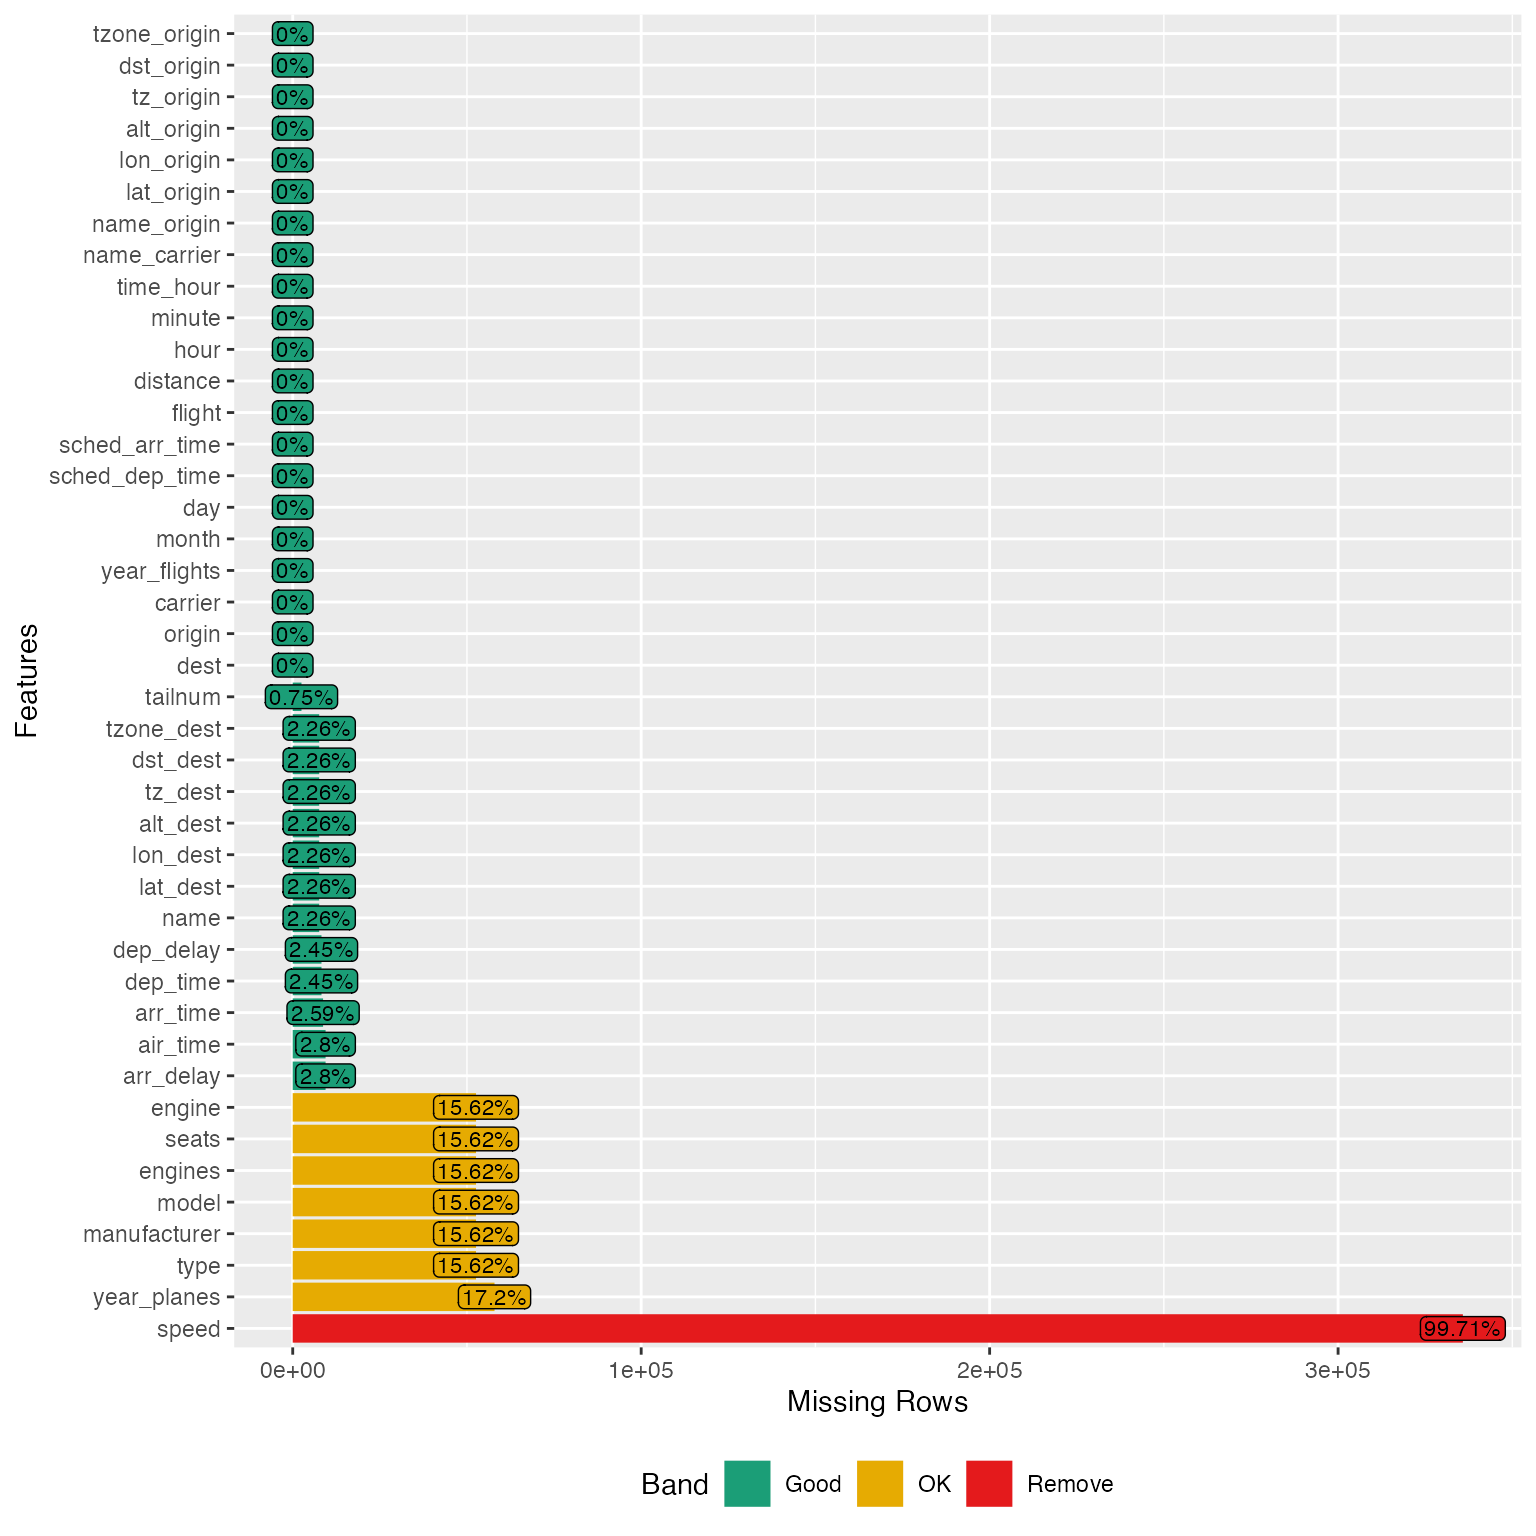 tzone_origin 0%
dst_origin 0%
tz_origin 0%
alt_origin 0%
lon_origin 0%
lat_origin 0%
name_origin 0%
name_carrier 0%
time_hour 0%
minute 0%
hour 0%
distance 0%
flight 0%
sched_arr_time 0%
sched_dep_time 0%
day 0%
month 0%
year_flights 0%
carrier 0%
origin 0%
dest 0%
tailnum 0.75%
tzone_dest 2.26%
dst_dest 2.26%
tz_dest 2.26%
alt_dest 2.26%
lon_dest 2.26%
lat_dest 2.26%
name 2.26%
dep_delay 2.45%
dep_time 2.45%
arr_time 2.59%
air_time 2.8%
arr_delay 2.8%
engine 15.62%
seats 15.62%
engines 15.62%
model 15.62%
manufacturer 15.62%
type 15.62%
year_planes 17.2%
speed 99.71%
Features
0e+00 1e+05 2e+05 3e+05
Missing Rows
Band Good OK Remove